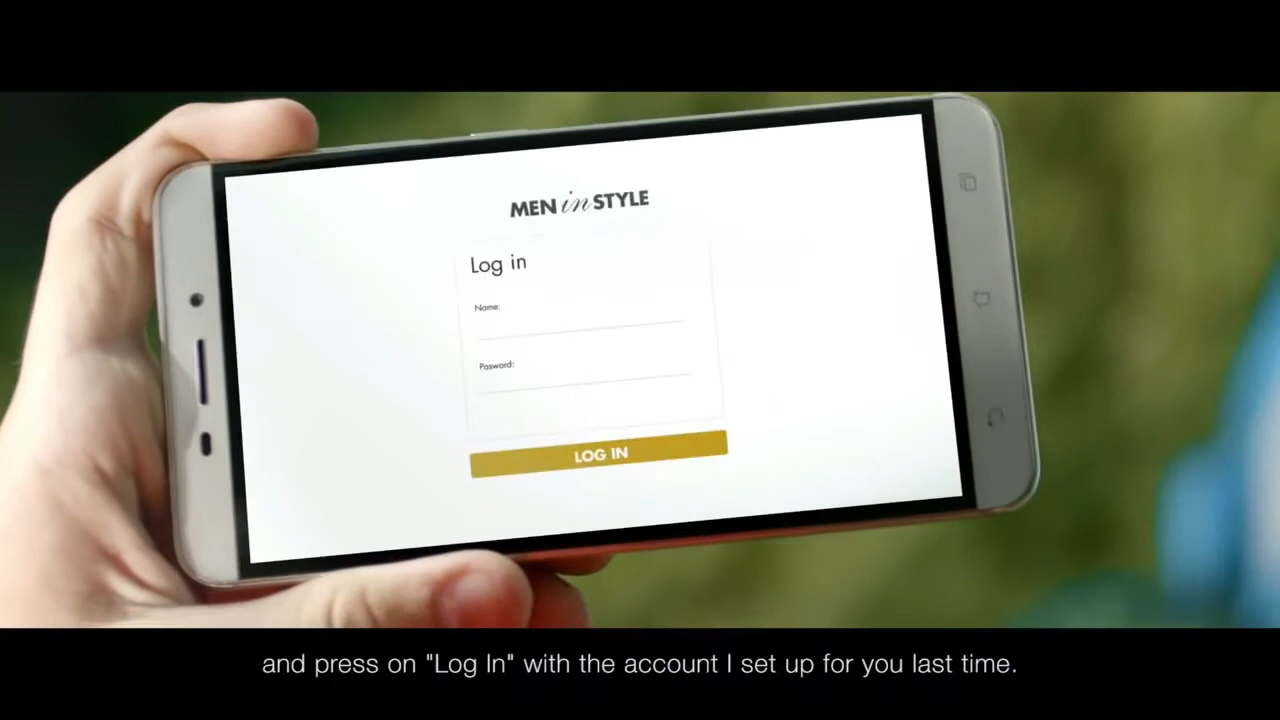 MEN in STYLE
Log in
Name:
Pasword:
LOG IN
and press on "Log In" with the account I set up for you last time.